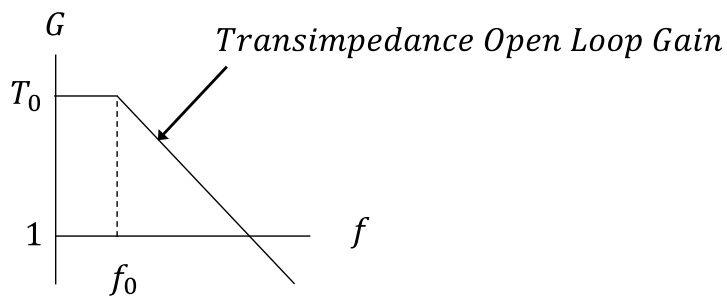 G
Transimpedance Open Loop Gain
T₀
1
f
f₀